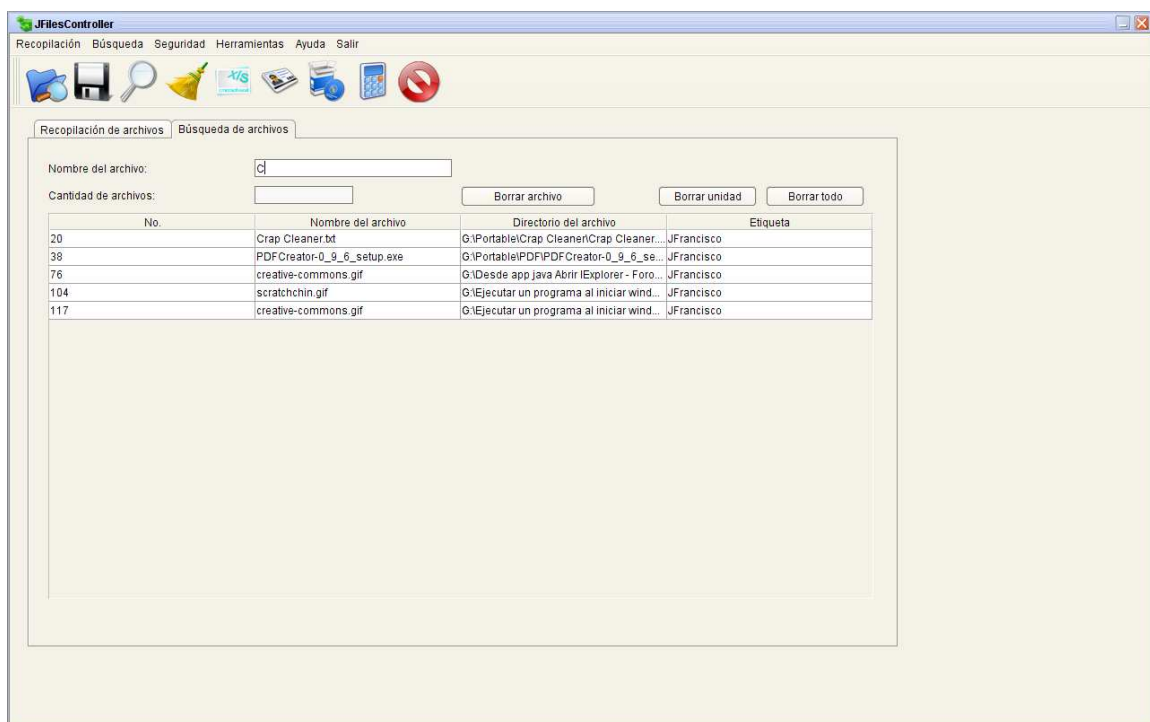 JFilesController
Recopilación Búsqueda Seguridad Herramientas Ayuda Salir
xls
Recopilación de archivos Búsqueda de archivos
Nombre del archivo: C
Cantidad de archivos: Borrar archivo Borrar unidad Borrar todo
No. Nombre del archivo Directorio del archivo Etiqueta
20 Crap Cleaner.txt G:\Portable\Crap Cleaner\Crap Cleaner.... JFrancisco
38 PDFCreator-0_9_6_setup.exe G:\Portable\PDF\PDFCreator-0_9_6_se... JFrancisco
76 creative-commons.gif G:\Desde app java Abrir IExplorer - Foro... JFrancisco
104 scratchchin.gif G:\Ejecutar un programa al iniciar wind... JFrancisco
117 creative-commons.gif G:\Ejecutar un programa al iniciar wind... JFrancisco